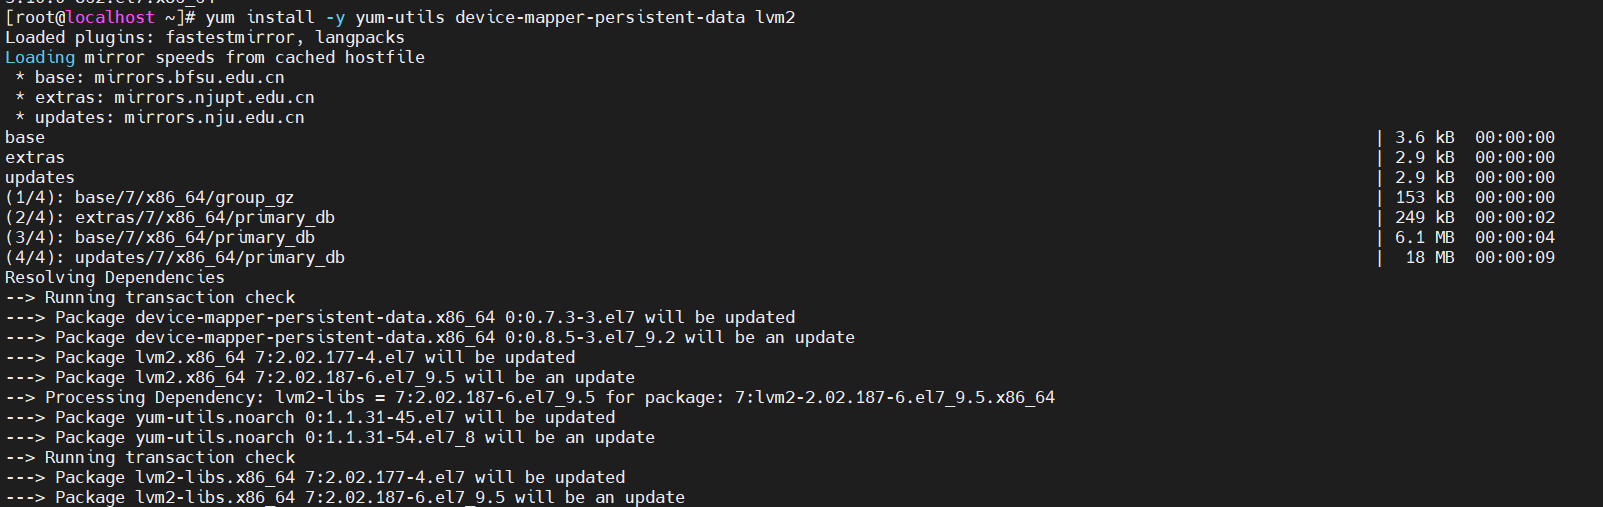 [root@localhost ~]# yum install -y yum-utils device-mapper-persistent-data lvm2
Loaded plugins: fastestmirror, langpacks
Loading mirror speeds from cached hostfile
 * base: mirrors.bfsu.edu.cn
 * extras: mirrors.njupt.edu.cn
 * updates: mirrors.nju.edu.cn
base | 3.6 kB 00:00:00
extras | 2.9 kB 00:00:00
updates | 2.9 kB 00:00:00
(1/4): base/7/x86_64/group_gz | 153 kB 00:00:00
(2/4): extras/7/x86_64/primary_db | 249 kB 00:00:02
(3/4): base/7/x86_64/primary_db | 6.1 MB 00:00:04
(4/4): updates/7/x86_64/primary_db | 18 MB 00:00:09
Resolving Dependencies
--> Running transaction check
---> Package device-mapper-persistent-data.x86_64 0:0.7.3-3.el7 will be updated
---> Package device-mapper-persistent-data.x86_64 0:0.8.5-3.el7_9.2 will be an update
---> Package lvm2.x86_64 7:2.02.177-4.el7 will be updated
---> Package lvm2.x86_64 7:2.02.187-6.el7_9.5 will be an update
--> Processing Dependency: lvm2-libs = 7:2.02.187-6.el7_9.5 for package: 7:lvm2-2.02.187-6.el7_9.5.x86_64
---> Package yum-utils.noarch 0:1.1.31-45.el7 will be updated
---> Package yum-utils.noarch 0:1.1.31-54.el7_8 will be an update
--> Running transaction check
---> Package lvm2-libs.x86_64 7:2.02.177-4.el7 will be updated
---> Package lvm2-libs.x86_64 7:2.02.187-6.el7_9.5 will be an update